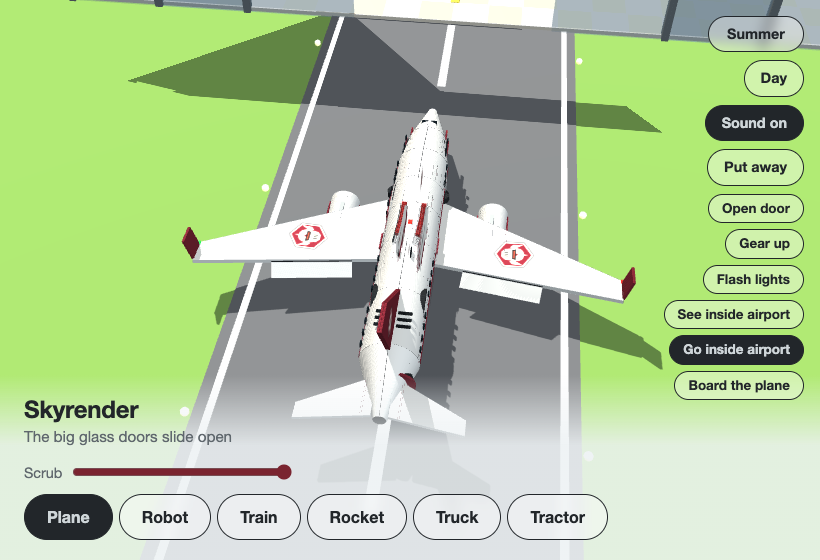 Summer
Day
Sound on
Put away
Open door
Gear up
Flash lights
See inside airport
Go inside airport
Board the plane
Skyrender
The big glass doors slide open
Scrub
Plane
Robot
Train
Rocket
Truck
Tractor